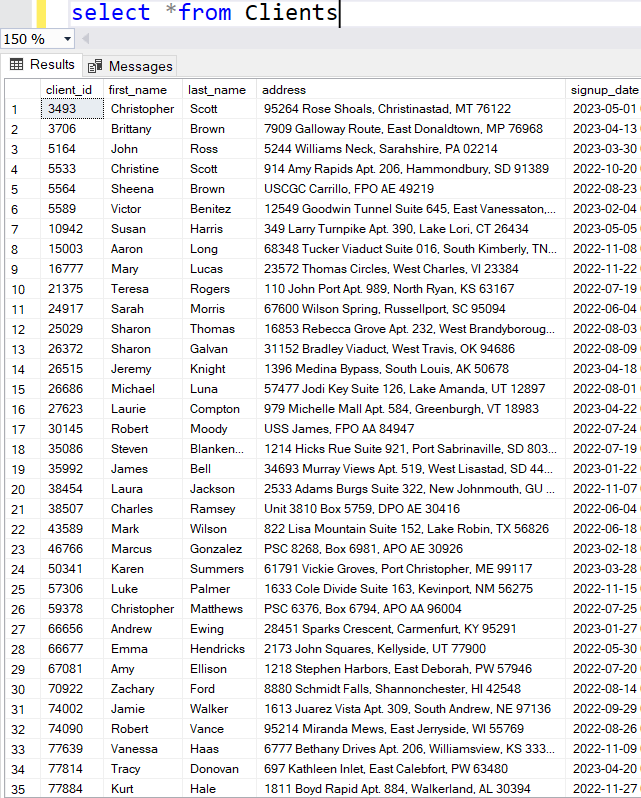 select *from Clients
150 %
Results Messages
client_id first_name last_name address signup_date
1 3493 Christopher Scott 95264 Rose Shoals, Christinastad, MT 76122 2023-05-01
2 3706 Brittany Brown 7909 Galloway Route, East Donaldtown, MP 76968 2023-04-13
3 5164 John Ross 5244 Williams Neck, Sarahshire, PA 02214 2023-03-30
4 5533 Christine Scott 914 Amy Rapids Apt. 206, Hammondbury, SD 91389 2022-10-20
5 5564 Sheena Brown USCGC Carrillo, FPO AE 49219 2022-08-23
6 5589 Victor Benitez 12549 Goodwin Tunnel Suite 645, East Vanessaton,... 2023-02-04
7 10942 Susan Harris 349 Larry Turnpike Apt. 390, Lake Lori, CT 26434 2023-05-05
8 15003 Aaron Long 68348 Tucker Viaduct Suite 016, South Kimberly, TN... 2022-11-08
9 16777 Mary Lucas 23572 Thomas Circles, West Charles, VI 23384 2022-11-22
10 21375 Teresa Rogers 110 John Port Apt. 989, North Ryan, KS 63167 2022-07-19
11 24917 Sarah Morris 67600 Wilson Spring, Russellport, SC 95094 2022-06-04
12 25029 Sharon Thomas 16853 Rebecca Grove Apt. 232, West Brandyboroug... 2022-08-03
13 26372 Sharon Galvan 31152 Bradley Viaduct, West Travis, OK 94686 2022-08-09
14 26515 Jeremy Knight 1396 Medina Bypass, South Louis, AK 50678 2023-04-18
15 26686 Michael Luna 57477 Jodi Key Suite 126, Lake Amanda, UT 12897 2022-08-01
16 27623 Laurie Compton 979 Michelle Mall Apt. 584, Greenburgh, VT 18983 2023-04-22
17 30145 Robert Moody USS James, FPO AA 84947 2022-07-24
18 35086 Steven Blanken... 1214 Hicks Rue Suite 921, Port Sabrinaville, SD 803... 2022-07-19
19 35992 James Bell 34693 Murray Views Apt. 519, West Lisastad, SD 44... 2023-01-22
20 38454 Laura Jackson 2533 Adams Burgs Suite 322, New Johnmouth, GU ... 2022-11-07
21 38507 Charles Ramsey Unit 3810 Box 5759, DPO AE 30416 2022-06-04
22 43589 Mark Wilson 822 Lisa Mountain Suite 152, Lake Robin, TX 56826 2022-06-18
23 46766 Marcus Gonzalez PSC 8268, Box 6981, APO AE 30926 2023-02-18
24 50341 Karen Summers 61791 Vickie Groves, Port Christopher, ME 99117 2023-03-28
25 57306 Luke Palmer 1633 Cole Divide Suite 163, Kevinport, NM 56275 2022-11-15
26 59378 Christopher Matthews PSC 6376, Box 6794, APO AA 96004 2022-07-25
27 66656 Andrew Ewing 28451 Sparks Crescent, Carmenfurt, KY 95291 2023-01-27
28 66677 Emma Hendricks 2173 John Squares, Kellyside, UT 77900 2022-05-30
29 67081 Amy Ellison 1218 Stephen Harbors, East Deborah, PW 57946 2022-07-20
30 70922 Zachary Ford 8880 Schmidt Falls, Shannonchester, HI 42548 2022-08-14
31 74002 Jamie Walker 1613 Juarez Vista Apt. 309, South Andrew, NE 97136 2022-09-29
32 74090 Robert Vance 95214 Miranda Mews, East Jerryside, WI 55769 2022-08-26
33 77639 Vanessa Haas 6777 Bethany Drives Apt. 206, Williamsview, KS 333... 2022-11-09
34 77814 Tracy Donovan 697 Kathleen Inlet, East Calebfort, PW 63480 2023-04-20
35 77884 Kurt Hale 1811 Boyd Rapid Apt. 884, Walkerland, AL 30394 2022-11-27